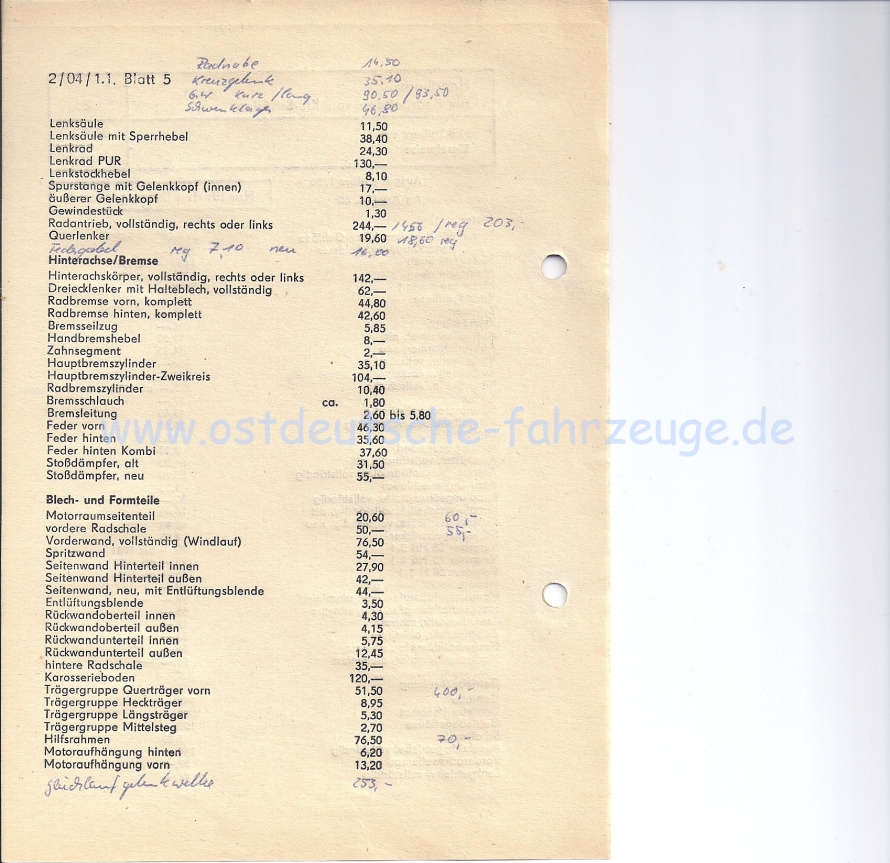 Radnabe 14,50
2/04/1.1. Blatt 5 Kreuzgelenk 35.10
kurz / lang 90,50 / 93,50
Schwenklager 46,80
Lenksäule 11,50
Lenksäule mit Sperrhebel 38,40
Lenkrad 24,30
Lenkrad PUR 130,—
Lenkstockhebel 8,10
Spurstange mit Gelenkkopf (innen) 17,—
äußerer Gelenkkopf 10,—
Gewindestück 1,30
Radantrieb, vollständig, rechts oder links 244,— /reg 203,-
Querlenker 19,60 18,60 reg
Federgabel reg 7,10 neu 16,00
Hinterachse/Bremse
Hinterachskörper, vollständig, rechts oder links 142,—
Dreiecklenker mit Halteblech, vollständig 62,—
Radbremse vorn, komplett 44,80
Radbremse hinten, komplett 42,60
Bremsseilzug 5,85
Handbremshebel 8,—
Zahnsegment 2,—
Hauptbremszylinder 35,10
Hauptbremszylinder-Zweikreis 104,—
Radbremszylinder 10,40
Bremsschlauch ca. 1,80
Bremsleitung 2,60 bis 5,80
www.ostdeutsche-fahrzeuge.de
Feder vorn 46,30
Feder hinten 35,60
Feder hinten Kombi 37,60
Stoßdämpfer, alt 31,50
Stoßdämpfer, neu 55,—
Blech- und Formteile
Motorraumseitenteil 20,60 60,-
vordere Radschale 50,— 55,-
Vorderwand, vollständig (Windlauf) 76,50
Spritzwand 54,—
Seitenwand Hinterteil innen 27,90
Seitenwand Hinterteil außen 42,—
Seitenwand, neu, mit Entlüftungsblende 44,—
Entlüftungsblende 3,50
Rückwandoberteil innen 4,30
Rückwandoberteil außen 4,15
Rückwandunterteil innen 5,75
Rückwandunterteil außen 12,45
hintere Radschale 35,—
Karosserieboden 120,—
Trägergruppe Querträger vorn 51,50 400,-
Trägergruppe Heckträger 8,95
Trägergruppe Längsträger 5,30
Trägergruppe Mittelsteg 2,70
Hilfsrahmen 76,50 70,-
Motoraufhängung hinten 6,20
Motoraufhängung vorn 13,20
gleichlaufgelenkwelle 253,-